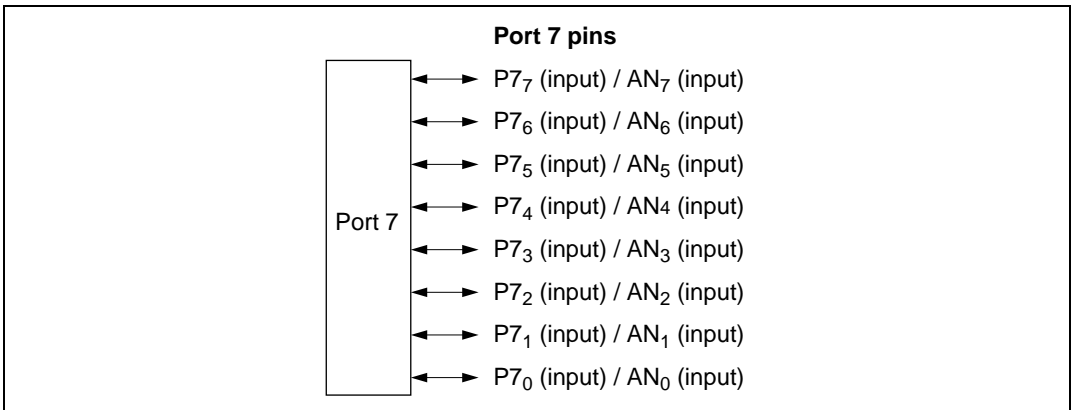 Port 7 pins
P7₇ (input) / AN₇ (input)
P7₆ (input) / AN₆ (input)
P7₅ (input) / AN₅ (input)
P7₄ (input) / AN4 (input)
Port 7
P7₃ (input) / AN₃ (input)
P7₂ (input) / AN₂ (input)
P7₁ (input) / AN₁ (input)
P7₀ (input) / AN₀ (input)